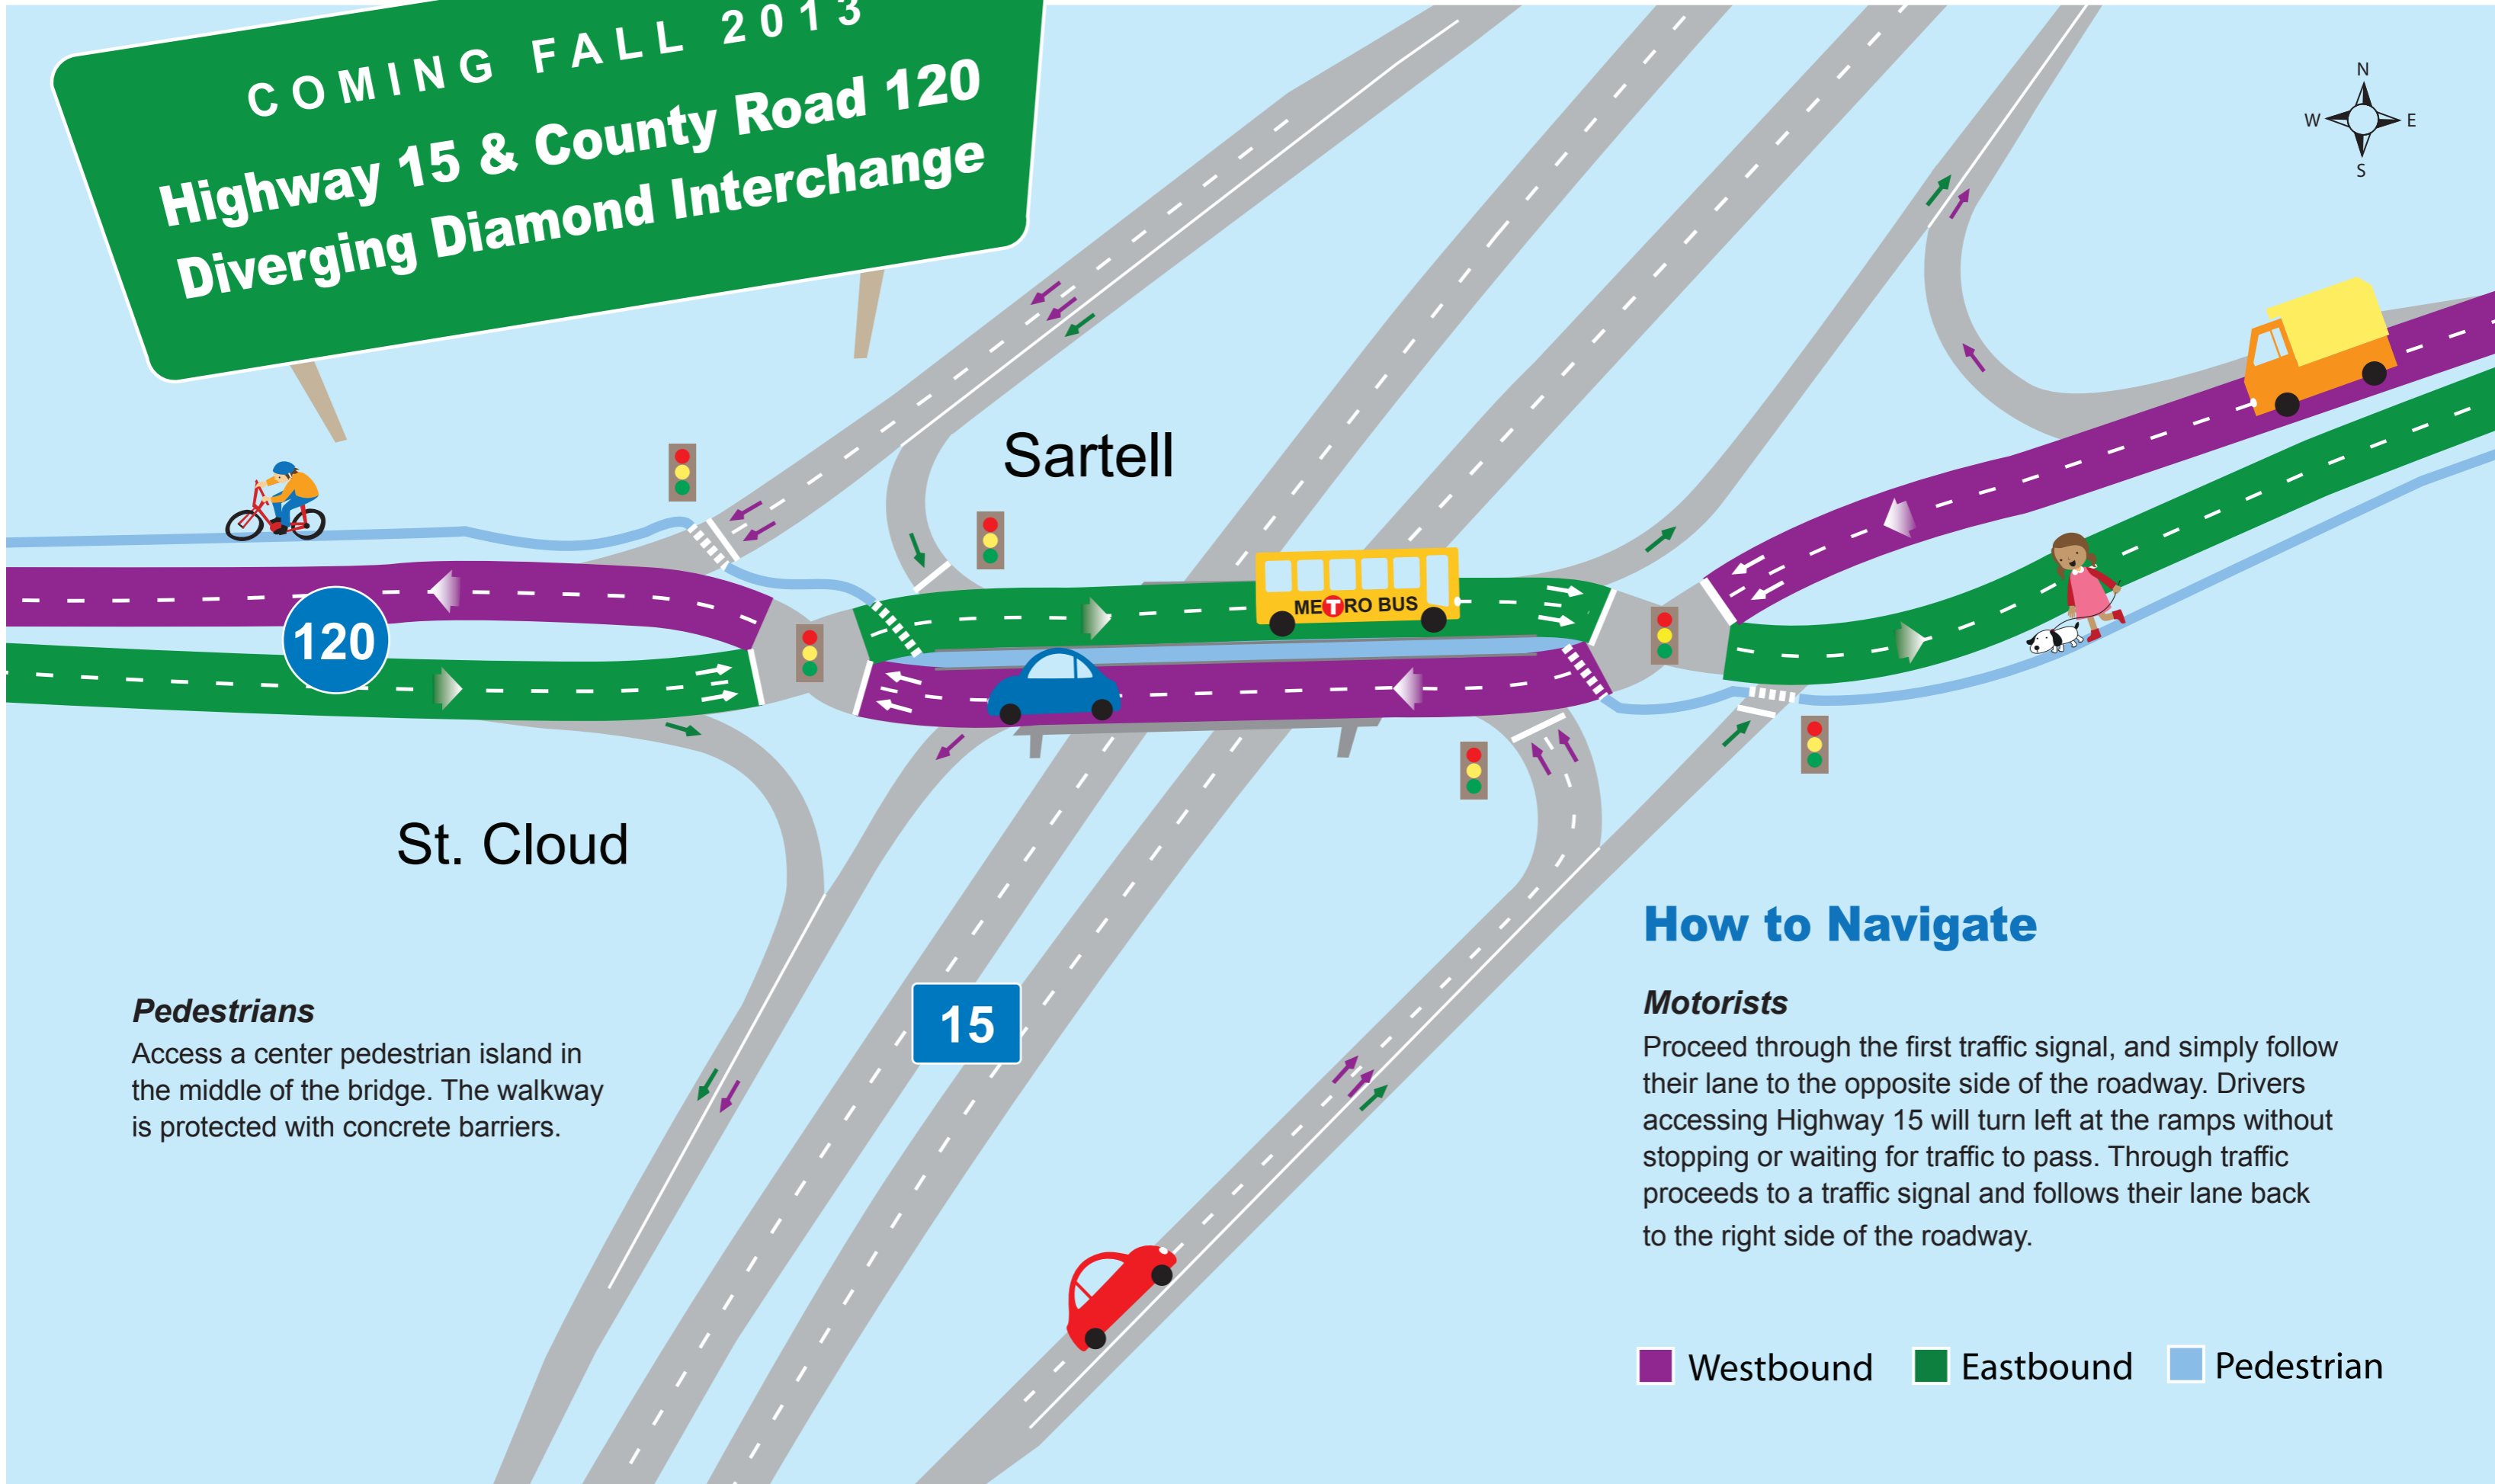 COMING FALL 2013
Highway 15 & County Road 120
Diverging Diamond Interchange
N
W E
S
Sartell
METRO BUS
120
St. Cloud
15
Pedestrians
Access a center pedestrian island in
the middle of the bridge. The walkway
is protected with concrete barriers.
How to Navigate
Motorists
Proceed through the first traffic signal, and simply follow
their lane to the opposite side of the roadway. Drivers
accessing Highway 15 will turn left at the ramps without
stopping or waiting for traffic to pass. Through traffic
proceeds to a traffic signal and follows their lane back
to the right side of the roadway.
Westbound Eastbound Pedestrian